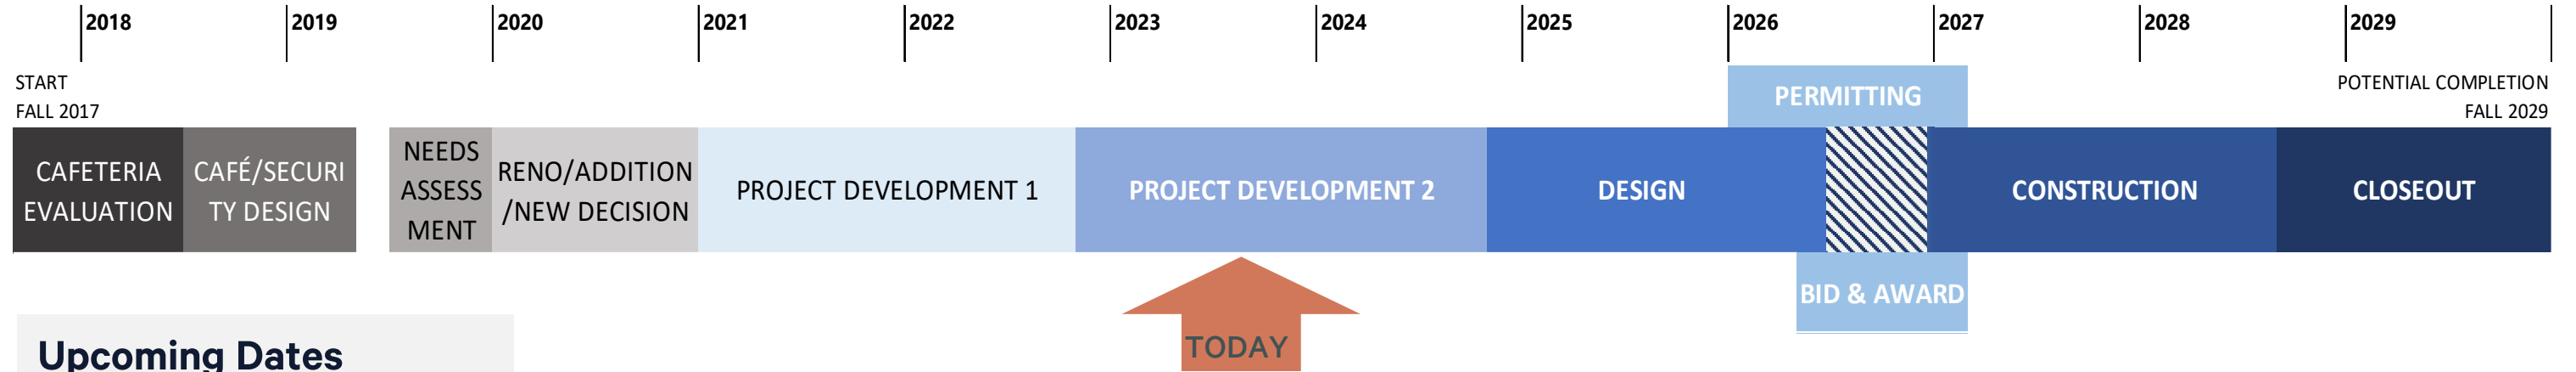 2018 2019 2020 2021 2022 2023 2024 2025 2026 2027 2028 2029
START
FALL 2017
POTENTIAL COMPLETION
FALL 2029
PERMITTING
CAFETERIA
EVALUATION
CAFÉ/SECURI
TY DESIGN
NEEDS
ASSESS
MENT
RENO/ADDITION
/NEW DECISION
PROJECT DEVELOPMENT 1
PROJECT DEVELOPMENT 2
DESIGN
CONSTRUCTION
CLOSEOUT
BID & AWARD
TODAY
Upcoming Dates